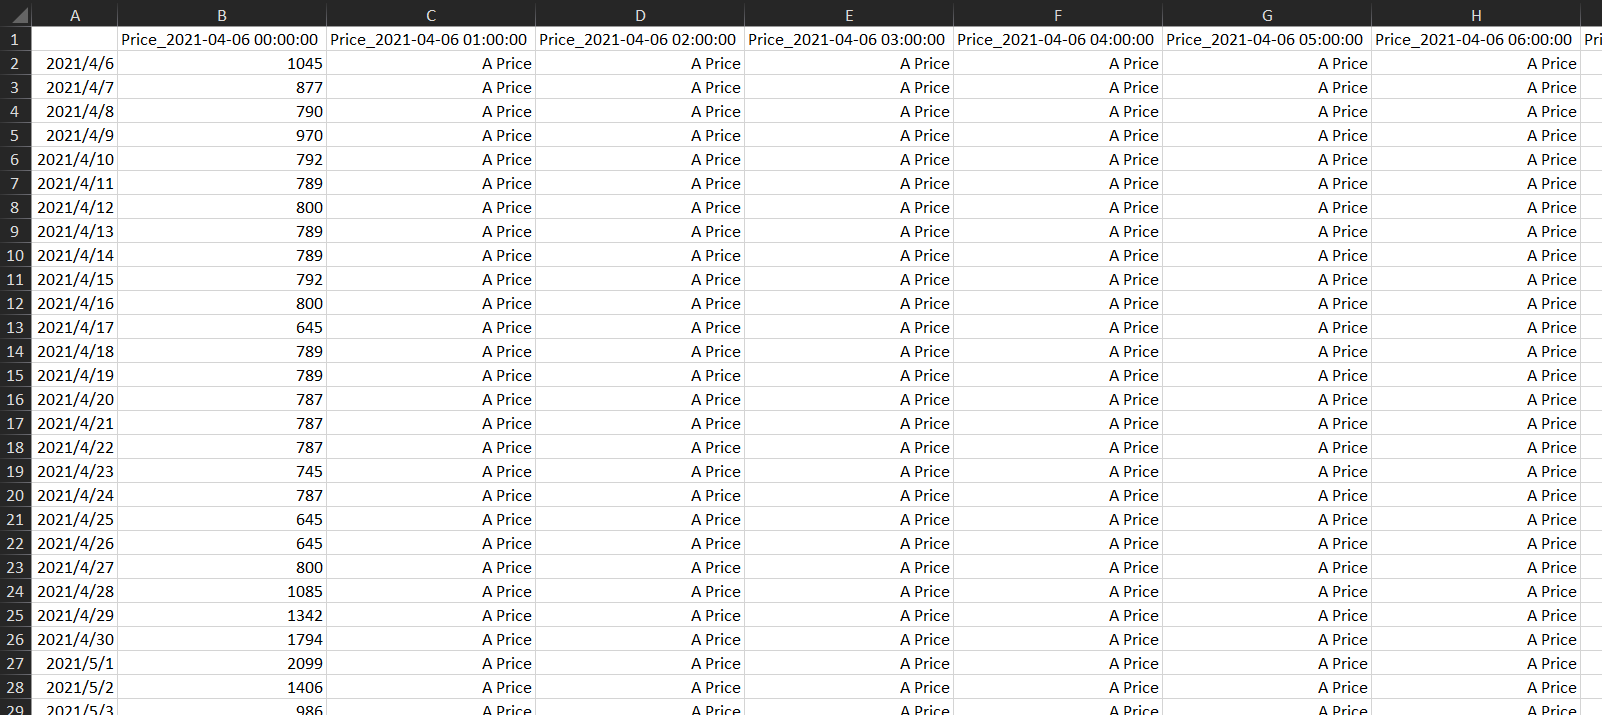 A B C D E F G H
1 Price_2021-04-06 00:00:00 Price_2021-04-06 01:00:00 Price_2021-04-06 02:00:00 Price_2021-04-06 03:00:00 Price_2021-04-06 04:00:00 Price_2021-04-06 05:00:00 Price_2021-04-06 06:00:00 Pri
2 2021/4/6 1045 A Price A Price A Price A Price A Price A Price
3 2021/4/7 877 A Price A Price A Price A Price A Price A Price
4 2021/4/8 790 A Price A Price A Price A Price A Price A Price
5 2021/4/9 970 A Price A Price A Price A Price A Price A Price
6 2021/4/10 792 A Price A Price A Price A Price A Price A Price
7 2021/4/11 789 A Price A Price A Price A Price A Price A Price
8 2021/4/12 800 A Price A Price A Price A Price A Price A Price
9 2021/4/13 789 A Price A Price A Price A Price A Price A Price
10 2021/4/14 789 A Price A Price A Price A Price A Price A Price
11 2021/4/15 792 A Price A Price A Price A Price A Price A Price
12 2021/4/16 800 A Price A Price A Price A Price A Price A Price
13 2021/4/17 645 A Price A Price A Price A Price A Price A Price
14 2021/4/18 789 A Price A Price A Price A Price A Price A Price
15 2021/4/19 789 A Price A Price A Price A Price A Price A Price
16 2021/4/20 787 A Price A Price A Price A Price A Price A Price
17 2021/4/21 787 A Price A Price A Price A Price A Price A Price
18 2021/4/22 787 A Price A Price A Price A Price A Price A Price
19 2021/4/23 745 A Price A Price A Price A Price A Price A Price
20 2021/4/24 787 A Price A Price A Price A Price A Price A Price
21 2021/4/25 645 A Price A Price A Price A Price A Price A Price
22 2021/4/26 645 A Price A Price A Price A Price A Price A Price
23 2021/4/27 800 A Price A Price A Price A Price A Price A Price
24 2021/4/28 1085 A Price A Price A Price A Price A Price A Price
25 2021/4/29 1342 A Price A Price A Price A Price A Price A Price
26 2021/4/30 1794 A Price A Price A Price A Price A Price A Price
27 2021/5/1 2099 A Price A Price A Price A Price A Price A Price
28 2021/5/2 1406 A Price A Price A Price A Price A Price A Price
29 2021/5/3 986 A Price A Price A Price A Price A Price A Price